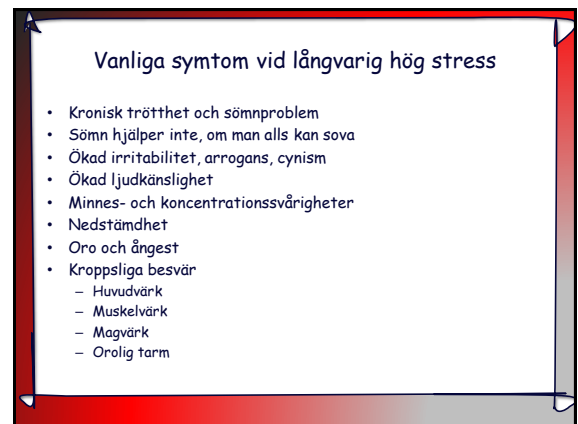 Vanliga symtom vid långvarig hög stress
• Kronisk trötthet och sömnproblem
• Sömn hjälper inte, om man alls kan sova
• Ökad irritabilitet, arrogans, cynism
• Ökad ljudkänslighet
• Minnes- och koncentrationssvårigheter
• Nedstämdhet
• Oro och ångest
• Kroppsliga besvär
– Huvudvärk
– Muskelvärk
– Magvärk
– Orolig tarm